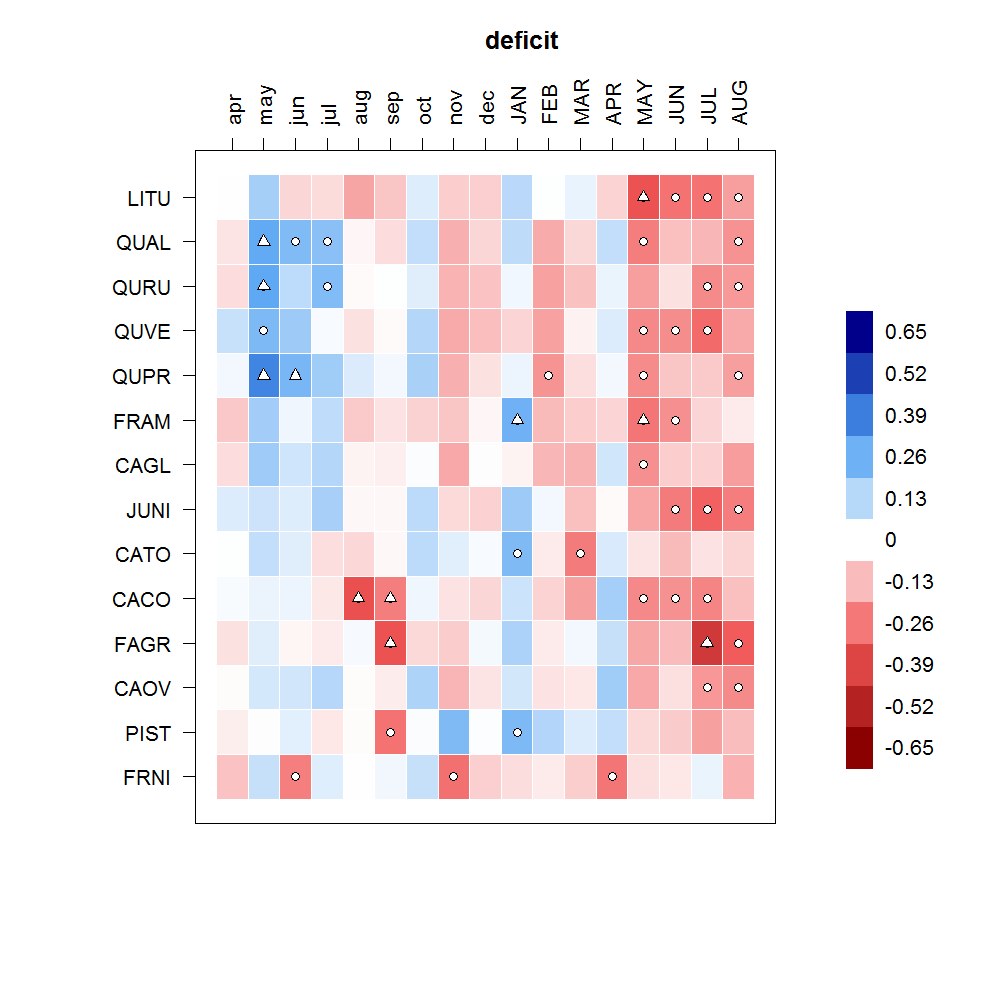 deficit
apr may jun jul aug sep oct nov dec JAN FEB MAR APR MAY JUN JUL AUG
LITU
QUAL
QURU
QUVE
QUPR
FRAM
CAGL
JUNI
CATO
CACO
FAGR
CAOV
PIST
FRNI
0.65
0.52
0.39
0.26
0.13
0
-0.13
-0.26
-0.39
-0.52
-0.65